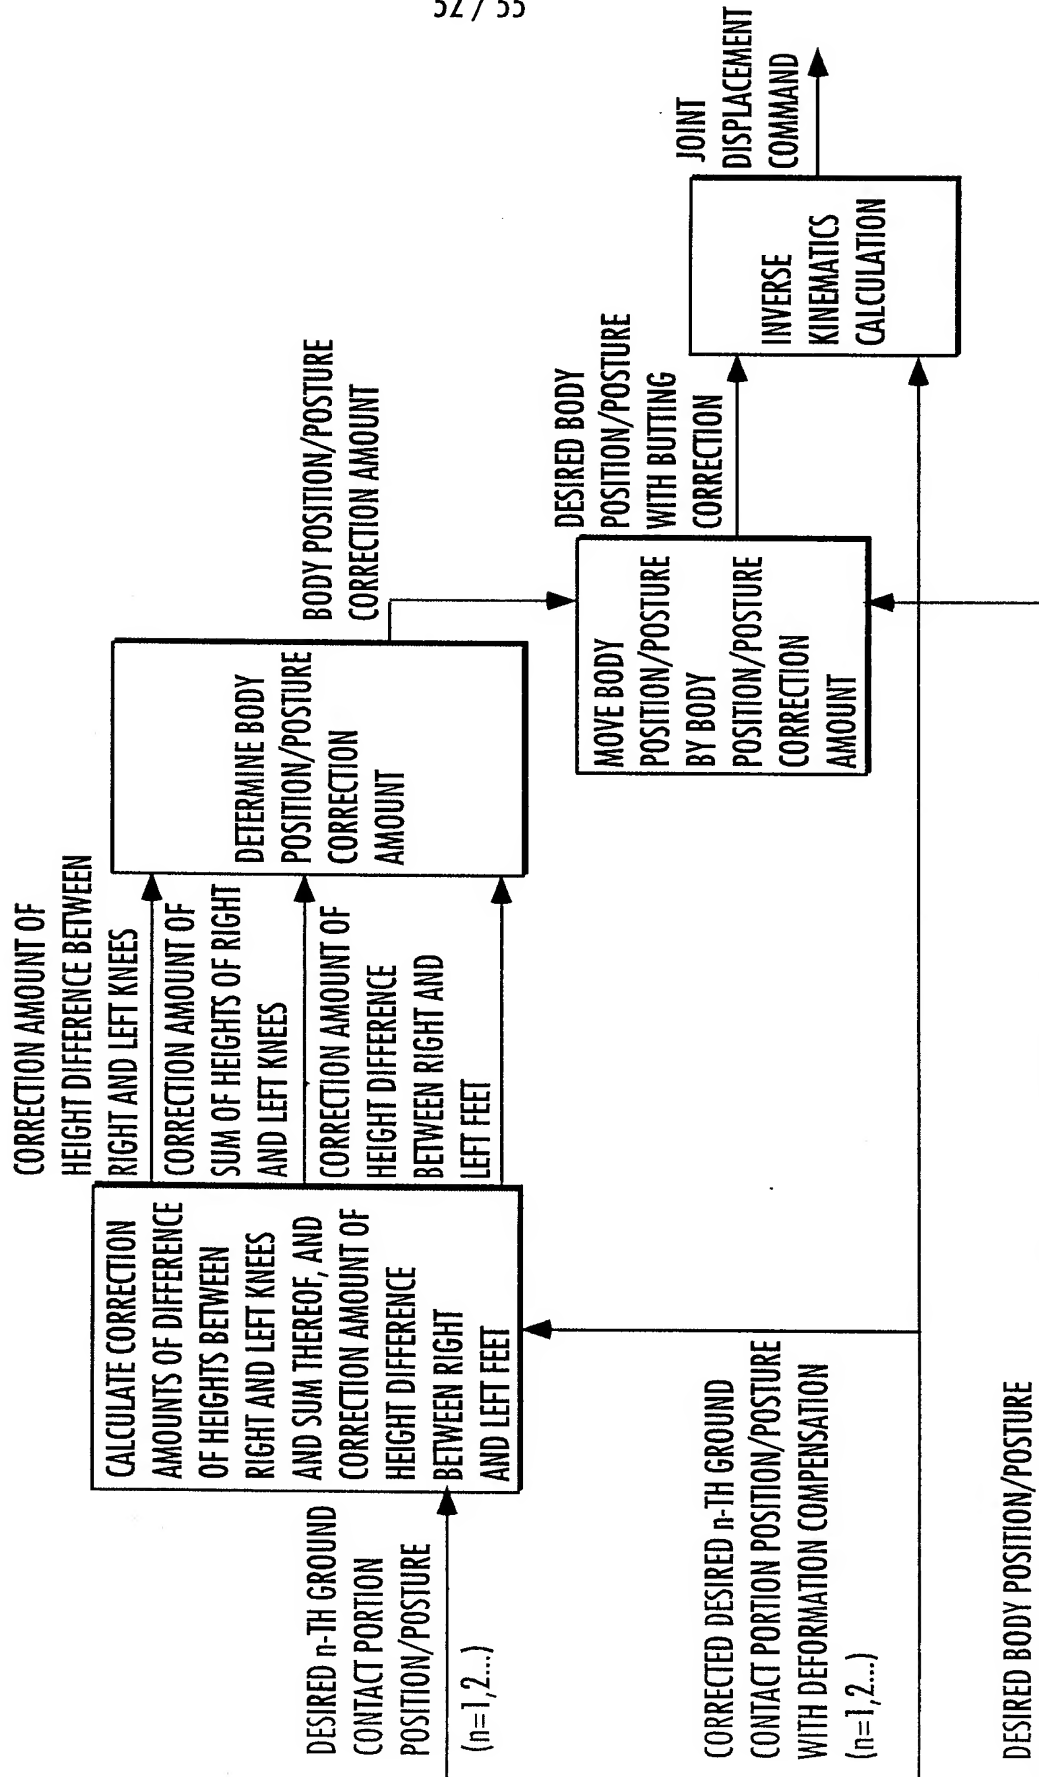 52 / 55
CORRECTION AMOUNT OF
HEIGHT DIFFERENCE BETWEEN
RIGHT AND LEFT KNEES
CORRECTION AMOUNT OF
SUM OF HEIGHTS OF RIGHT
AND LEFT KNEES
CORRECTION AMOUNT OF
HEIGHT DIFFERENCE
BETWEEN RIGHT AND
LEFT FEET
CALCULATE CORRECTION
AMOUNTS OF DIFFERENCE
OF HEIGHTS BETWEEN
RIGHT AND LEFT KNEES
AND SUM THEREOF, AND
CORRECTION AMOUNT OF
HEIGHT DIFFERENCE
BETWEEN RIGHT
AND LEFT FEET
DETERMINE BODY
POSITION/POSTURE
CORRECTION
AMOUNT
BODY POSITION/POSTURE
CORRECTION AMOUNT
DESIRED n-TH GROUND
CONTACT PORTION
POSITION/POSTURE
(n=1,2...)
MOVE BODY
POSITION/POSTURE
BY BODY
POSITION/POSTURE
CORRECTION
AMOUNT
DESIRED BODY
POSITION/POSTURE
WITH BUTTING
CORRECTION
INVERSE
KINEMATICS
CALCULATION
JOINT
DISPLACEMENT
COMMAND
CORRECTED DESIRED n-TH GROUND
CONTACT PORTION POSITION/POSTURE
WITH DEFORMATION COMPENSATION
(n=1,2...)
DESIRED BODY POSITION/POSTURE